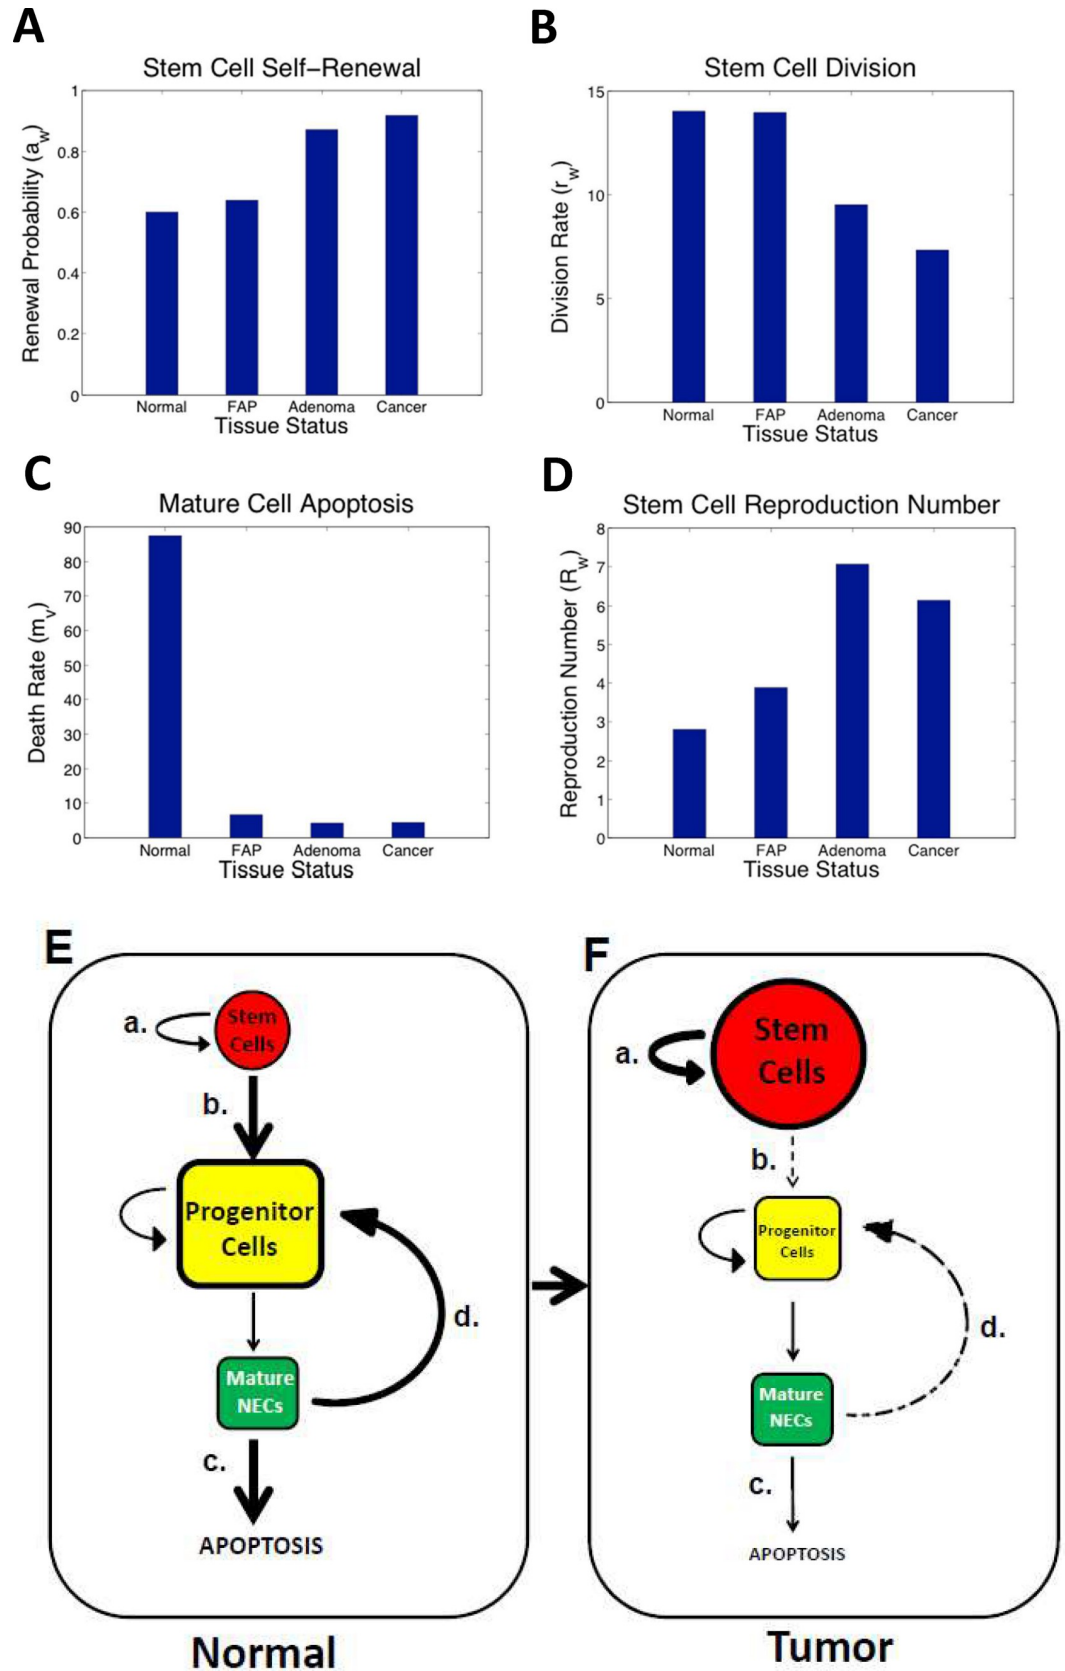 A
Stem Cell Self-Renewal
Renewal Probability (a_w)
1
0.8
0.6
0.4
0.2
0
Normal FAP Adenoma Cancer
Tissue Status
B
Stem Cell Division
Division Rate (r_w)
15
10
5
0
Normal FAP Adenoma Cancer
Tissue Status
C
Mature Cell Apoptosis
Death Rate (m_v)
90
80
70
60
50
40
30
20
10
0
Normal FAP Adenoma Cancer
Tissue Status
D
Stem Cell Reproduction Number
Reproduction Number (R_w)
8
7
6
5
4
3
2
1
0
Normal FAP Adenoma Cancer
Tissue Status
E
a.
Stem
Cells
b.
Progenitor
Cells
d.
Mature
NECs
c.
APOPTOSIS
Normal
F
a.
Stem
Cells
b.
Progenitor
Cells
d.
Mature
NECs
c.
APOPTOSIS
Tumor